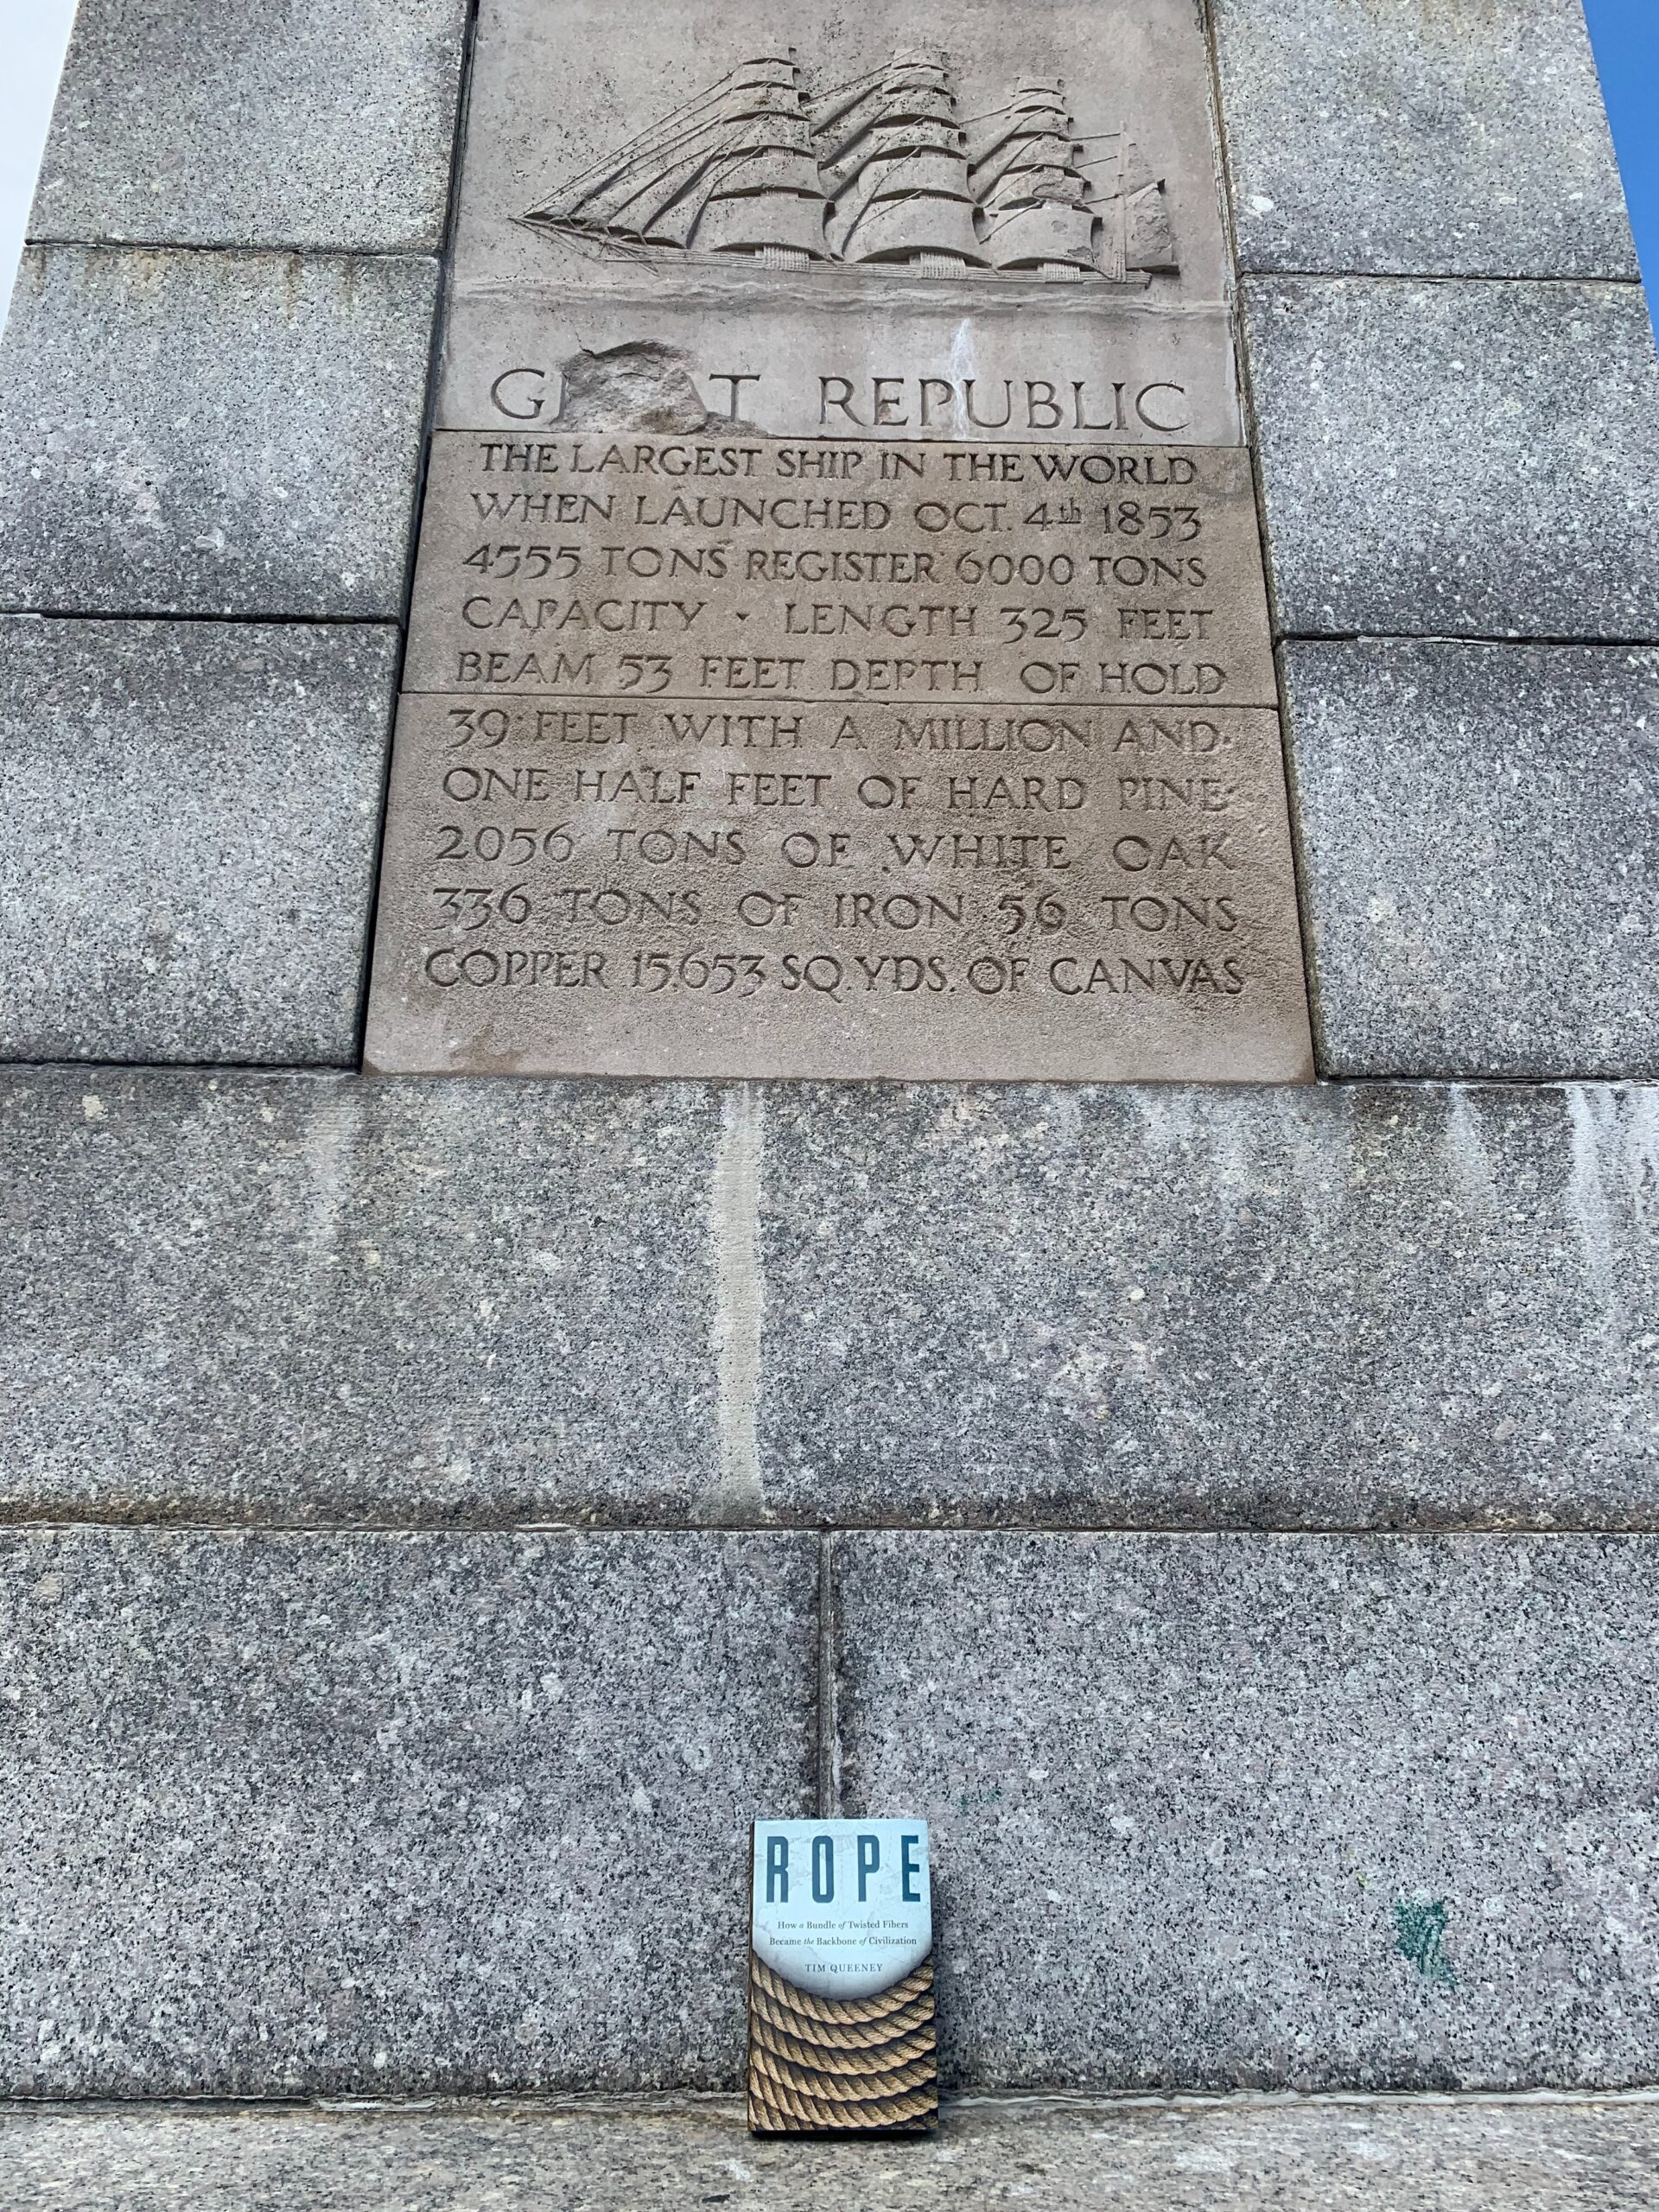 G T REPUBLIC
THE LARGEST SHIP IN THE WORLD
WHEN LAUNCHED OCT. 4th 1853
4555 TONS REGISTER 6000 TONS
CAPACITY · LENGTH 325 FEET
BEAM 53 FEET DEPTH OF HOLD
39 FEET WITH A MILLION AND
ONE HALF FEET OF HARD PINE
2056 TONS OF WHITE OAK
336 TONS OF IRON 56 TONS
COPPER 15,653 SQ. YDS. OF CANVAS
ROPE
How a Bundle of Twisted Fibers
Became the Backbone of Civilization
TIM QUEENEY